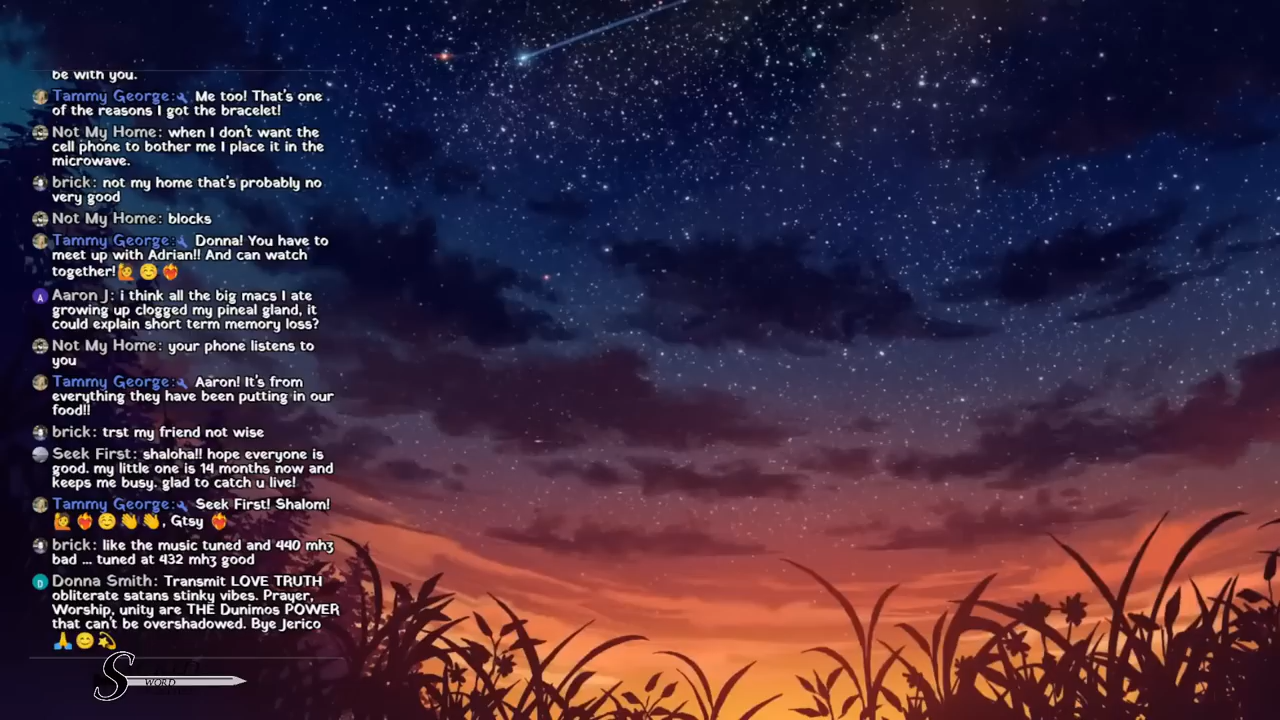 be with you.
Tammy George: Me too! That's one
of the reasons I got the bracelet!
Not My Home: when I don't want the
cell phone to bother me I place it in the
microwave.
brick: not my home that's probably no
very good
Not My Home: blocks
Tammy George: Donna! You have to
meet up with Adrian!! And can watch
together!🙋☺️❤️‍🔥
A Aaron J: i think all the big macs I ate
growing up clogged my pineal gland, it
could explain short term memory loss?
Not My Home: your phone listens to
you
Tammy George: Aaron! It's from
everything they have been putting in our
food!!
brick: trst my friend not wise
Seek First: shaloha!! hope everyone is
good. my little one is 14 months now and
keeps me busy. glad to catch u live!
Tammy George: Seek First! Shalom!
🙋❤️‍🔥☺️👋👋, Gtsy ❤️‍🔥
brick: like the music tuned and 440 mhz
bad ... tuned at 432 mhz good
D Donna Smith: Transmit LOVE TRUTH
obliterate satans stinky vibes. Prayer,
Worship, unity are THE Dunimos POWER
that can't be overshadowed. Bye Jerico
🙏😊💫
S WORD